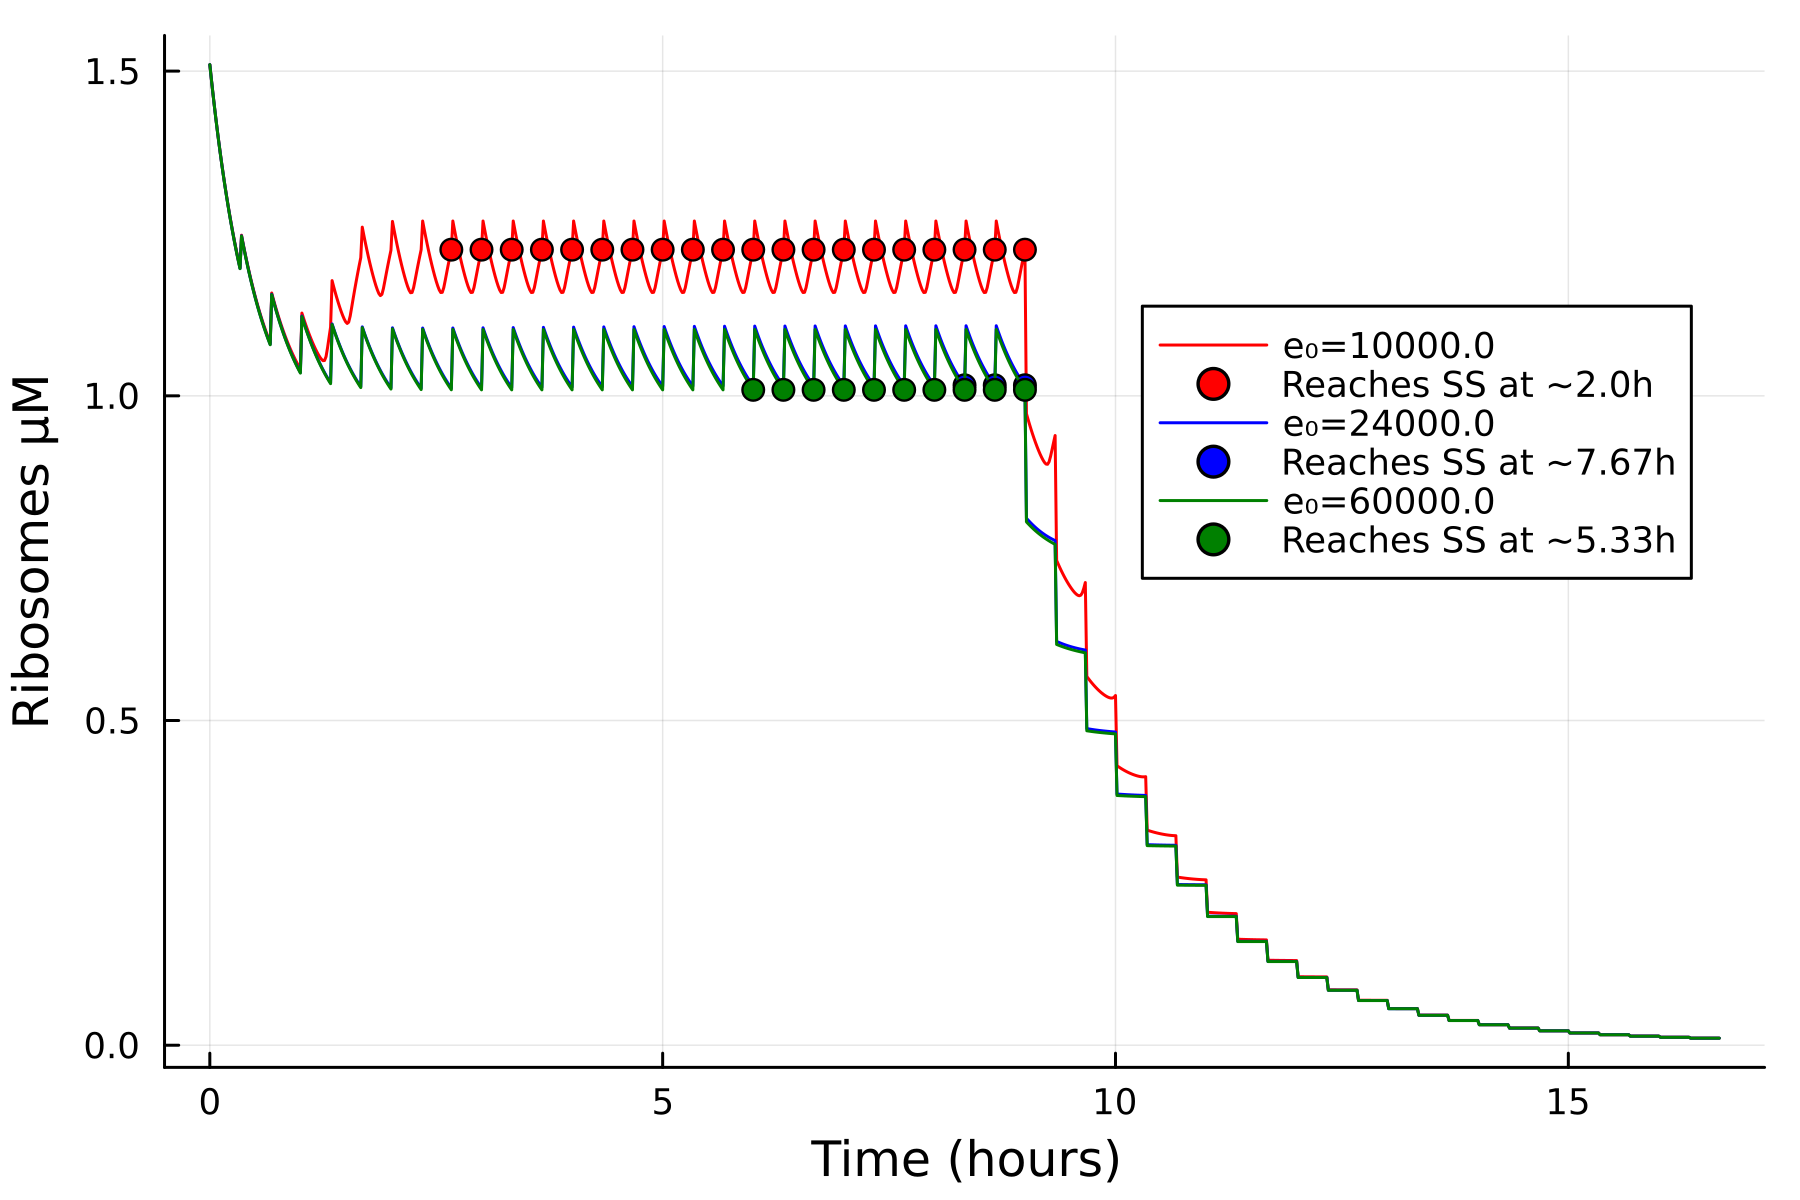 Ribosomes µM
1.5
1.0
0.5
0.0
e₀=10000.0
Reaches SS at ~2.0h
e₀=24000.0
Reaches SS at ~7.67h
e₀=60000.0
Reaches SS at ~5.33h
0 5 10 15
Time (hours)